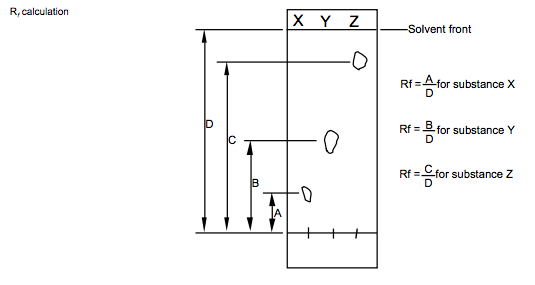 Rf calculation
X Y Z
Solvent front
Rf = A/D for substance X
Rf = B/D for substance Y
Rf = C/D for substance Z
D
C
B
A